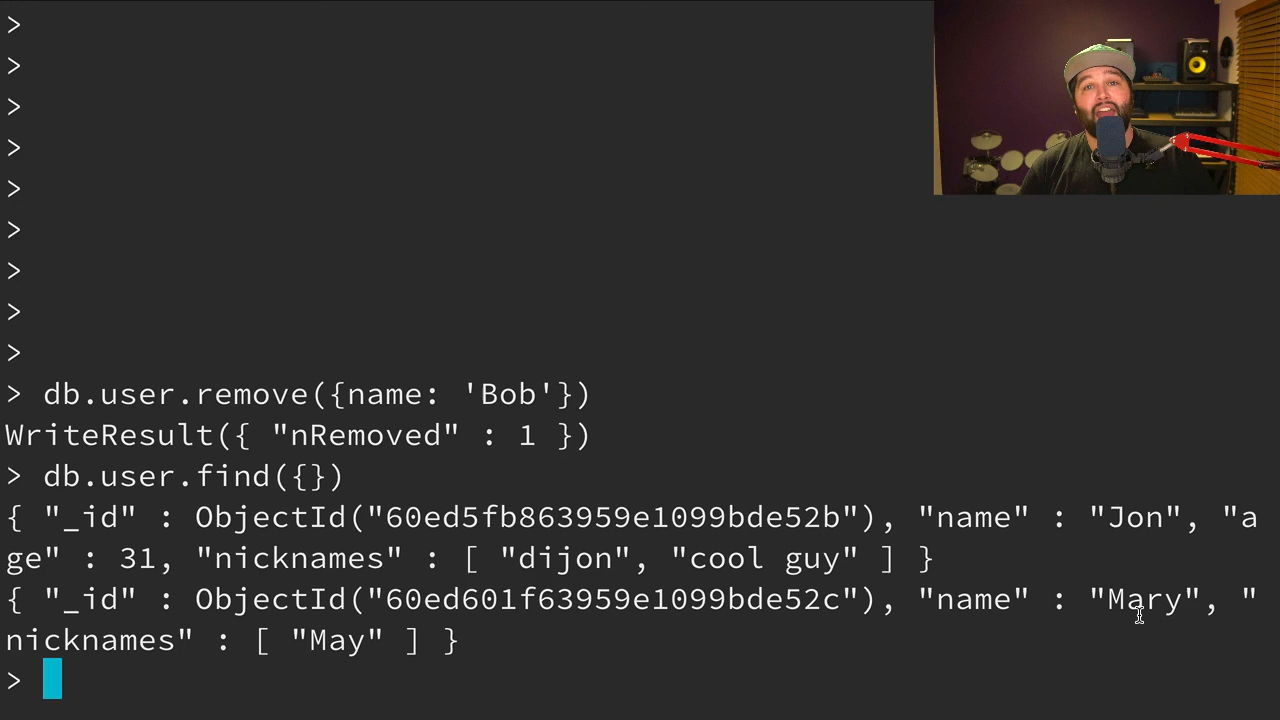 >
>
>
>
>
>
>
>
>
> db.user.remove({name: 'Bob'})
WriteResult({ "nRemoved" : 1 })
> db.user.find({})
{ "_id" : ObjectId("60ed5fb863959e1099bde52b"), "name" : "Jon", "a
ge" : 31, "nicknames" : [ "dijon", "cool guy" ] }
{ "_id" : ObjectId("60ed601f63959e1099bde52c"), "name" : "Mary", "
nicknames" : [ "May" ] }
>